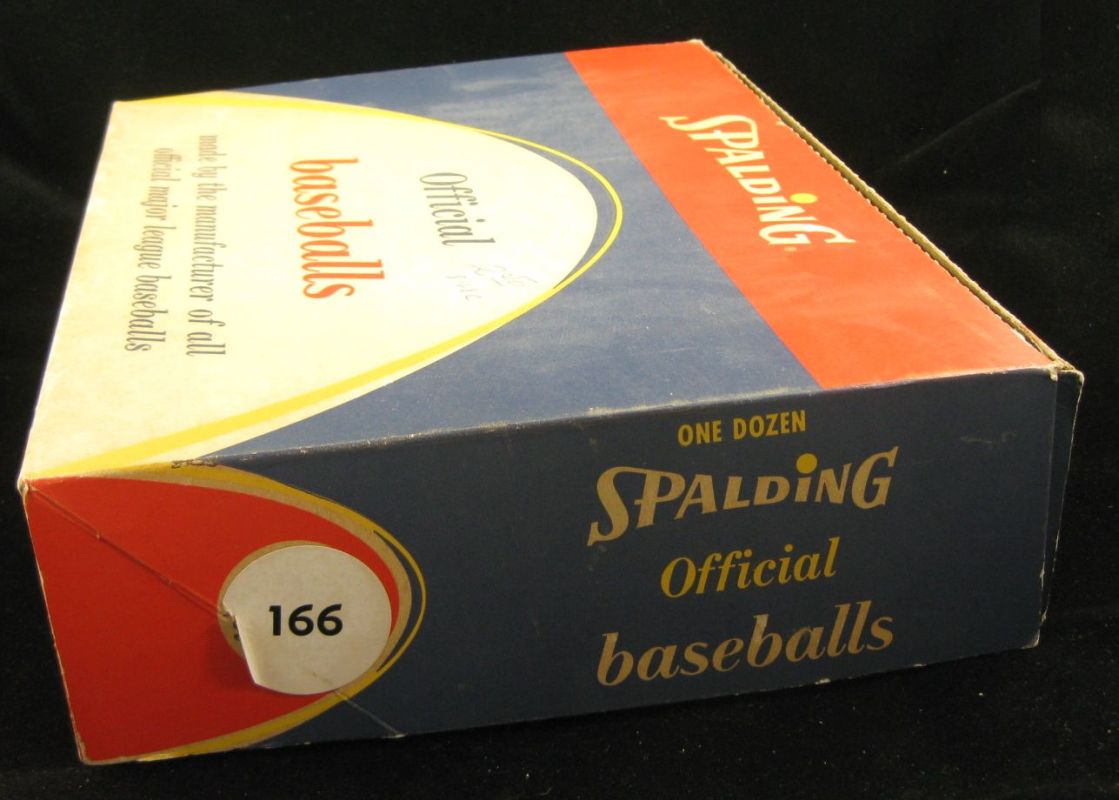 SPALDING
Official
baseballs
made by the manufacturer of all
official major league baseballs
ONE DOZEN
SPALDING
Official
baseballs
166